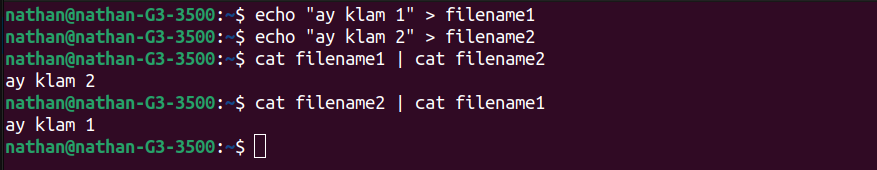 nathan@nathan-G3-3500:~$ echo "ay klam 1" > filename1
nathan@nathan-G3-3500:~$ echo "ay klam 2" > filename2
nathan@nathan-G3-3500:~$ cat filename1 | cat filename2
ay klam 2
nathan@nathan-G3-3500:~$ cat filename2 | cat filename1
ay klam 1
nathan@nathan-G3-3500:~$